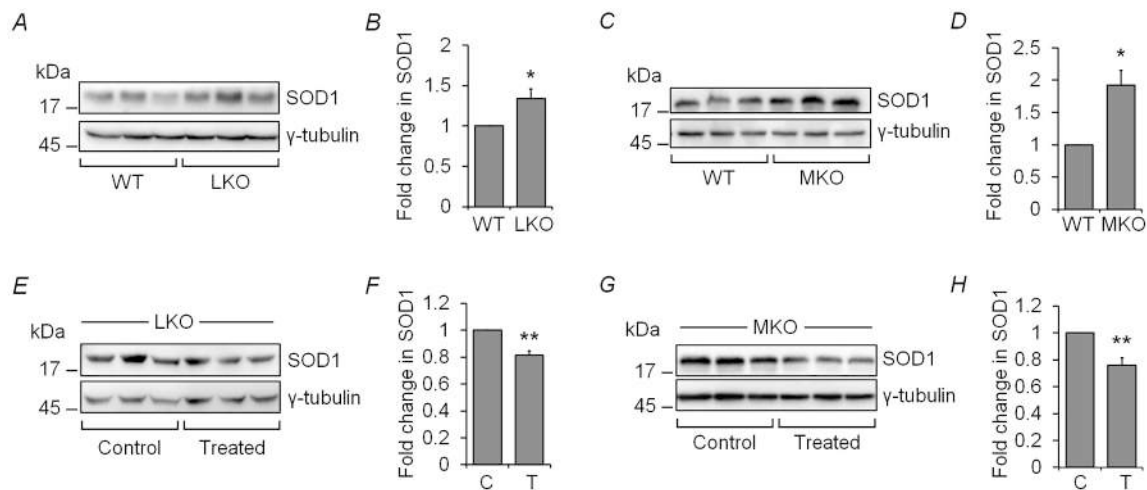 A
kDa
17
45
SOD1
γ-tubulin
WT
LKO
B
Fold change in SOD1
2
1.5
1
0.5
0
*
WT LKO
C
kDa
17
45
SOD1
γ-tubulin
WT
MKO
D
Fold change in SOD1
2.5
2
1.5
1
0.5
0
*
WT MKO
E
LKO
kDa
17
45
SOD1
γ-tubulin
Control
Treated
F
Fold change in SOD1
1.2
1
0.8
0.6
0.4
0.2
0
**
C T
G
MKO
kDa
17
45
SOD1
γ-tubulin
Control
Treated
H
Fold change in SOD1
1.2
1
0.8
0.6
0.4
0.2
0
**
C T